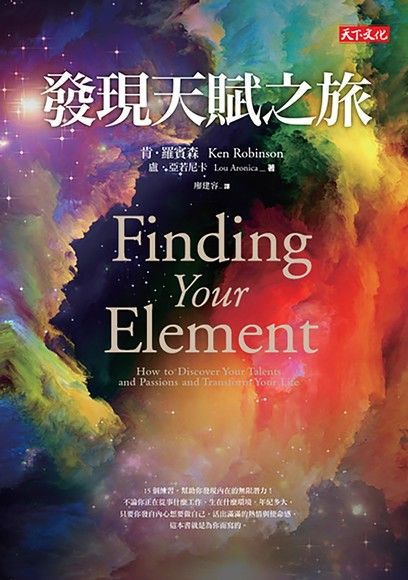 天下文化
發現天賦之旅
肯・羅賓森 Ken Robinson
盧・亞若尼卡 Lou Aronica 著
廖建容 譯
Finding
Your
Element
How to Discover Your Talents
and Passions and Transform Your Life
15個練習，幫助你發現內在的無限潛力！
不論你正在從事什麼工作、生在什麼環境、年紀多大，
只要你發自內心想要做自己，活出滿滿的熱情與使命感，
這本書就是為你而寫的。